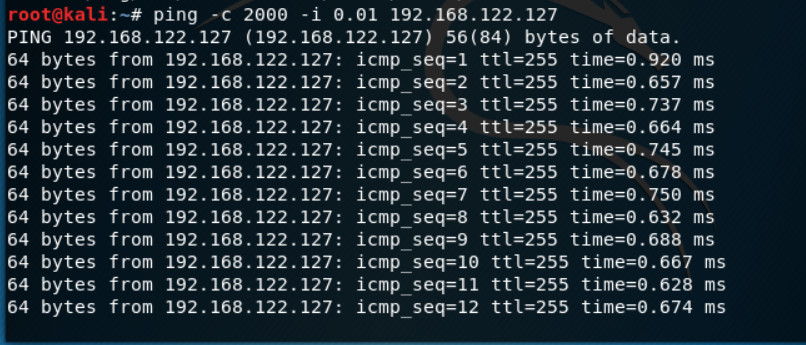 root@kali:~# ping -c 2000 -i 0.01 192.168.122.127
PING 192.168.122.127 (192.168.122.127) 56(84) bytes of data.
64 bytes from 192.168.122.127: icmp_seq=1 ttl=255 time=0.920 ms
64 bytes from 192.168.122.127: icmp_seq=2 ttl=255 time=0.657 ms
64 bytes from 192.168.122.127: icmp_seq=3 ttl=255 time=0.737 ms
64 bytes from 192.168.122.127: icmp_seq=4 ttl=255 time=0.664 ms
64 bytes from 192.168.122.127: icmp_seq=5 ttl=255 time=0.745 ms
64 bytes from 192.168.122.127: icmp_seq=6 ttl=255 time=0.678 ms
64 bytes from 192.168.122.127: icmp_seq=7 ttl=255 time=0.750 ms
64 bytes from 192.168.122.127: icmp_seq=8 ttl=255 time=0.632 ms
64 bytes from 192.168.122.127: icmp_seq=9 ttl=255 time=0.688 ms
64 bytes from 192.168.122.127: icmp_seq=10 ttl=255 time=0.667 ms
64 bytes from 192.168.122.127: icmp_seq=11 ttl=255 time=0.628 ms
64 bytes from 192.168.122.127: icmp_seq=12 ttl=255 time=0.674 ms